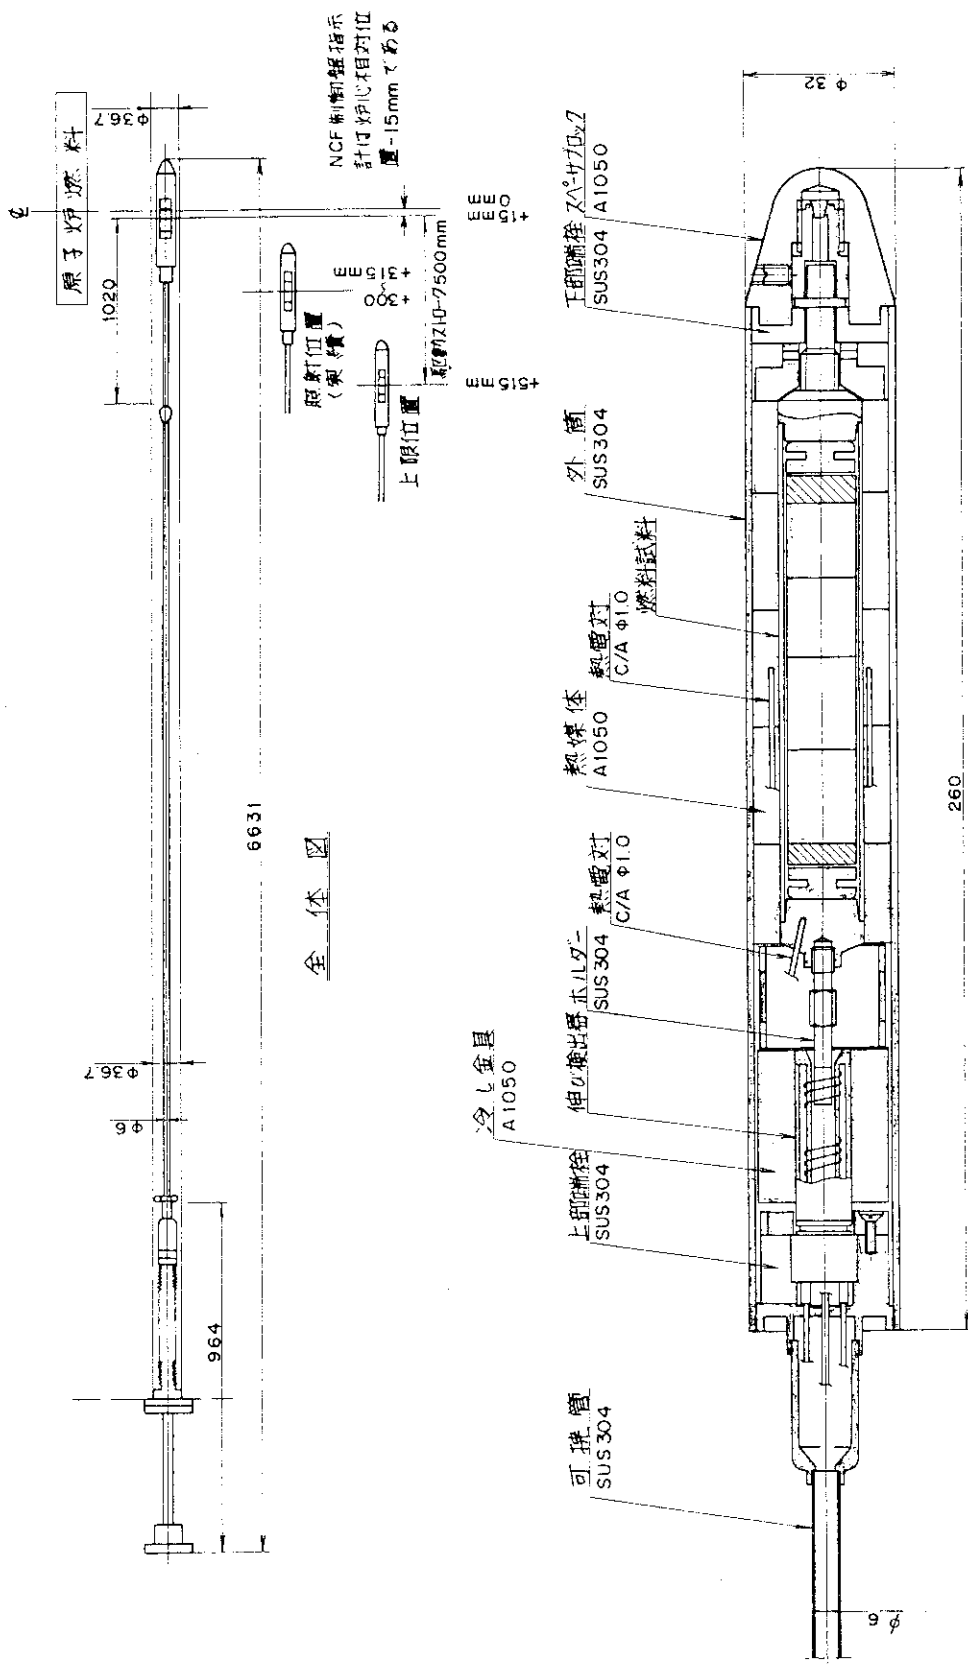 原子炉燃料
℄
φ36.7
NCF制御盤指示
計は炉心相対位
置-15mmである
1020
0mm
+15mm
駆動ストローク500mm
+315mm
~
+300
照射位置
(実績)
+515mm
上限位置
6631
全体図
φ36.7
φ6
964
φ32
スペーサブロック
A1050
下部端栓
SUS304
外筒
SUS304
燃料試料
熱電対
C/A φ1.0
熱媒体
A1050
熱電対
C/A φ1.0
ホルダー
SUS304
伸び検出器
冷し金具
A1050
上部端栓
SUS304
可撓管
SUS304
260
φ6